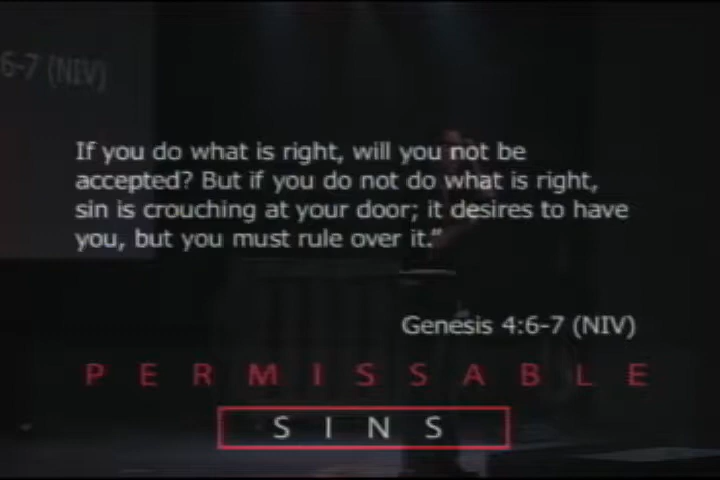 6-7 (NIV)
If you do what is right, will you not be
accepted? But if you do not do what is right,
sin is crouching at your door; it desires to have
you, but you must rule over it.”
Genesis 4:6-7 (NIV)
PERMISSABLE
SINS